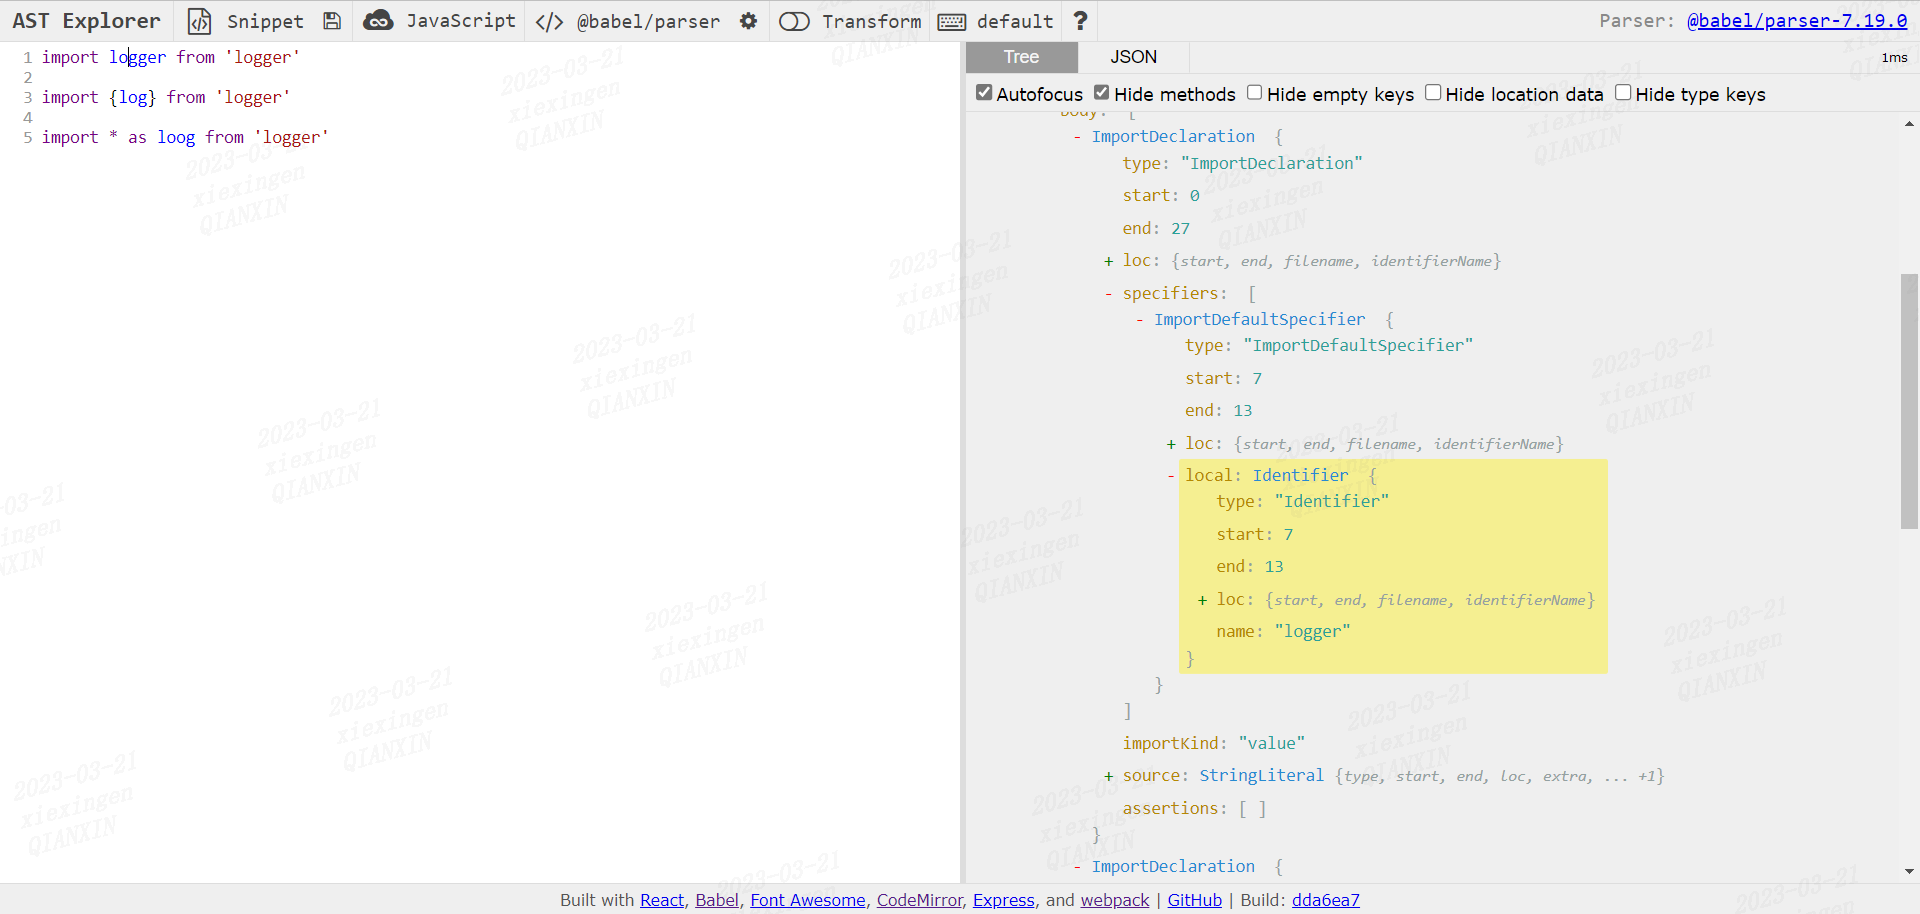 AST Explorer Snippet JavaScript </> @babel/parser Transform default ? Parser: @babel/parser-7.19.0
1 import logger from 'logger'
2
3 import {log} from 'logger'
4
5 import * as loog from 'logger'
Tree JSON 1ms
Autofocus Hide methods Hide empty keys Hide location data Hide type keys
body: [
- ImportDeclaration {
type: "ImportDeclaration"
start: 0
end: 27
+ loc: {start, end, filename, identifierName}
- specifiers: [
- ImportDefaultSpecifier {
type: "ImportDefaultSpecifier"
start: 7
end: 13
+ loc: {start, end, filename, identifierName}
- local: Identifier {
type: "Identifier"
start: 7
end: 13
+ loc: {start, end, filename, identifierName}
name: "logger"
}
}
]
importKind: "value"
+ source: StringLiteral {type, start, end, loc, extra, ... +1}
assertions: [ ]
}
- ImportDeclaration {
Built with React, Babel, Font Awesome, CodeMirror, Express, and webpack | GitHub | Build: dda6ea7
2023-03-21
xiexingen
QIANXIN